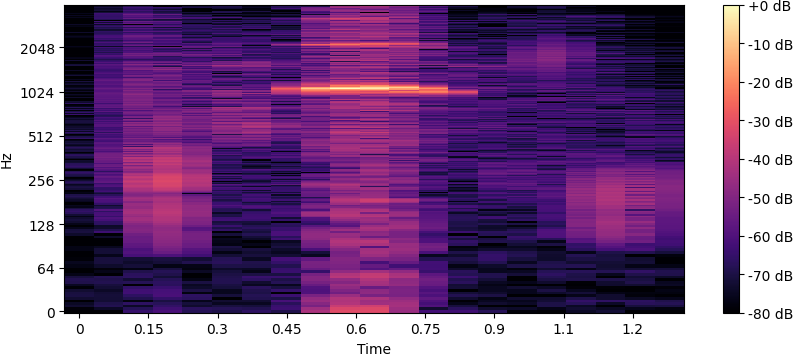 +0 dB
2048
-10 dB
1024
-20 dB
512
-30 dB
Hz
256
-40 dB
128
-50 dB
64
-60 dB
0
-70 dB
-80 dB
0 0.15 0.3 0.45 0.6 0.75 0.9 1.1 1.2
Time